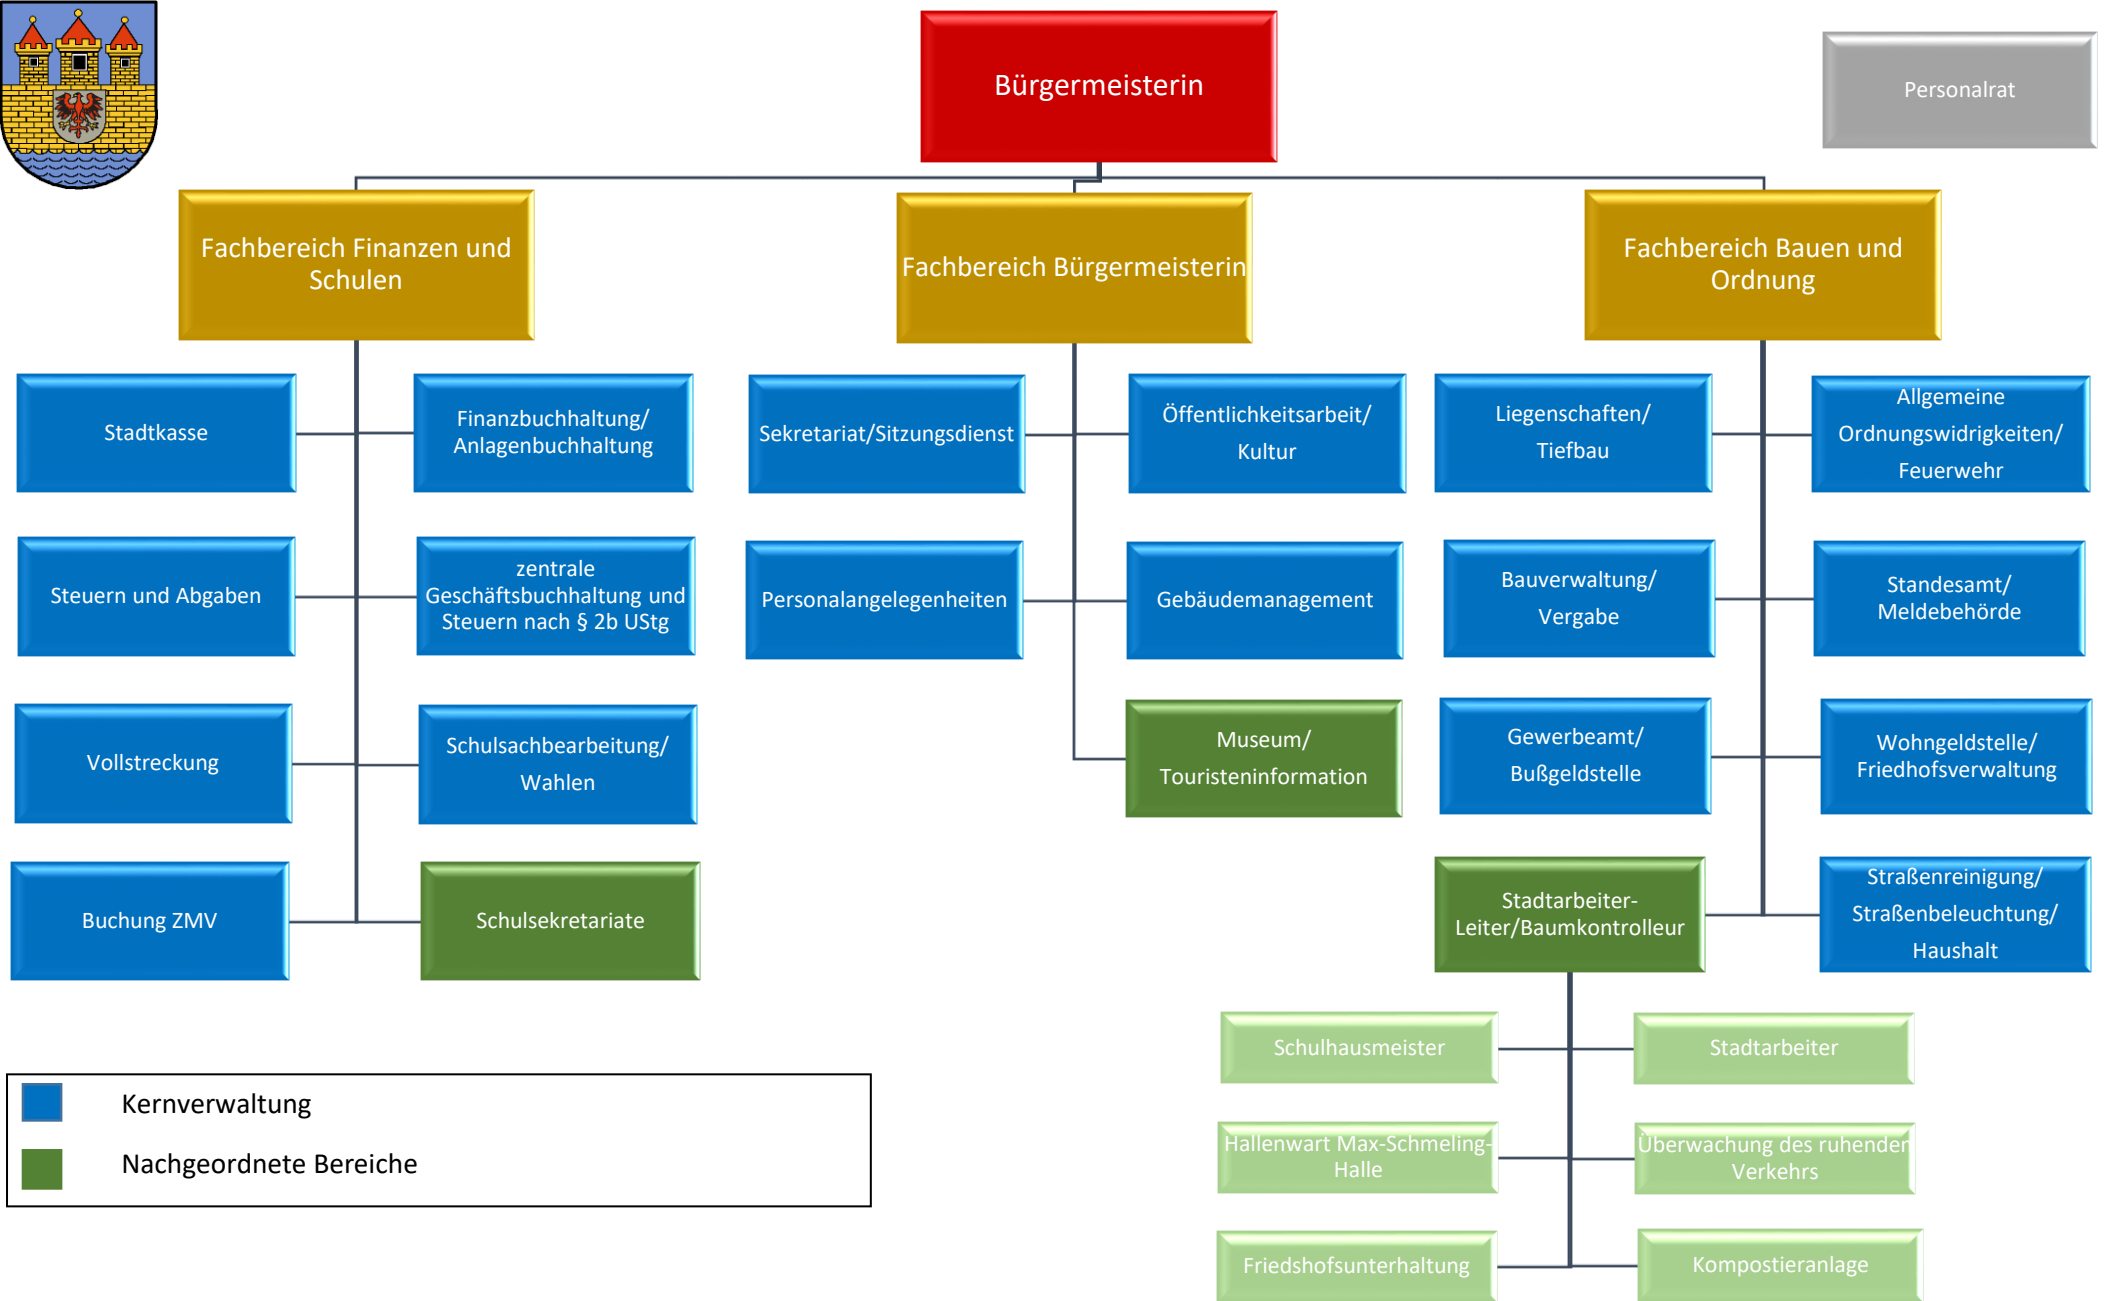 Bürgermeisterin
Personalrat
Fachbereich Finanzen und
Schulen
Fachbereich Bürgermeisterin
Fachbereich Bauen und
Ordnung
Stadtkasse
Finanzbuchhaltung/
Anlagenbuchhaltung
Sekretariat/Sitzungsdienst
Öffentlichkeitsarbeit/
Kultur
Liegenschaften/
Tiefbau
Allgemeine
Ordnungswidrigkeiten/
Feuerwehr
Steuern und Abgaben
zentrale
Geschäftsbuchhaltung und
Steuern nach § 2b UStg
Personalangelegenheiten
Gebäudemanagement
Bauverwaltung/
Vergabe
Standesamt/
Meldebehörde
Vollstreckung
Schulsachbearbeitung/
Wahlen
Museum/
Touristeninformation
Gewerbeamt/
Bußgeldstelle
Wohngeldstelle/
Friedhofsverwaltung
Buchung ZMV
Schulsekretariate
Stadtarbeiter-
Leiter/Baumkontrolleur
Straßenreinigung/
Straßenbeleuchtung/
Haushalt
Schulhausmeister
Stadtarbeiter
Hallenwart Max-Schmeling-
Halle
Überwachung des ruhenden
Verkehrs
Friedshofsunterhaltung
Kompostieranlage
Kernverwaltung
Nachgeordnete Bereiche